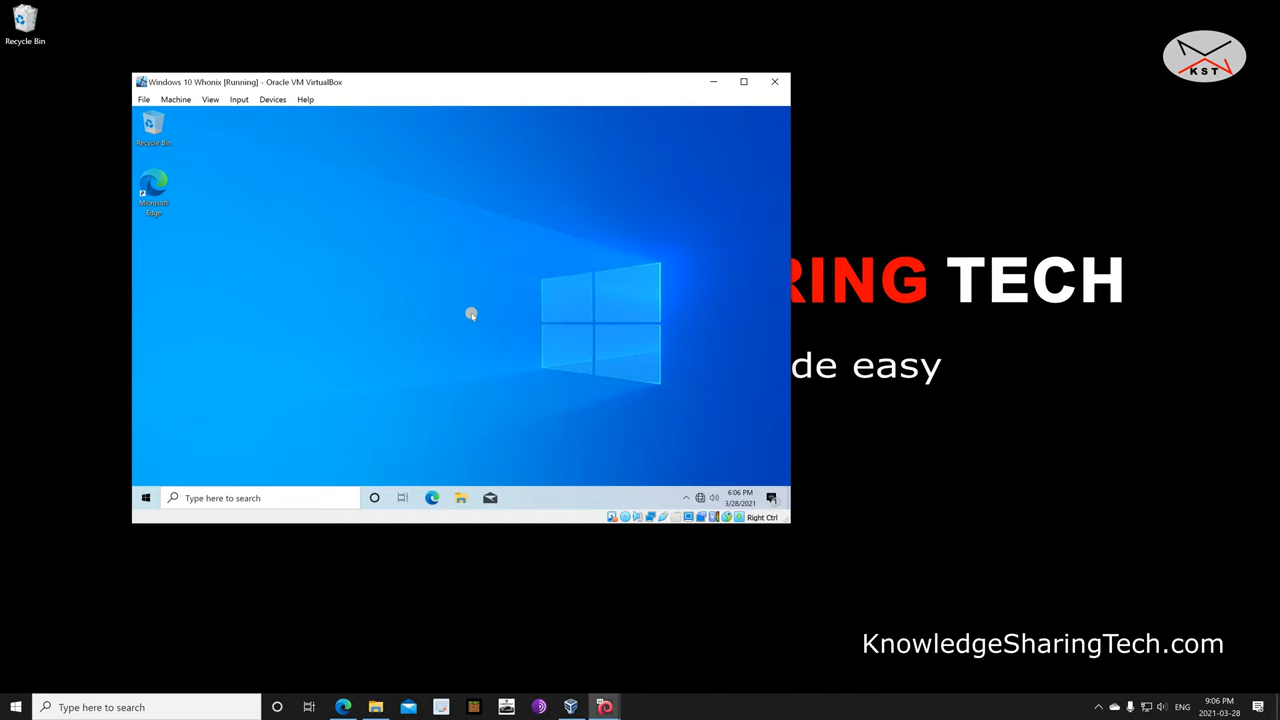 Recycle Bin
KST
Windows 10 Whonix [Running] - Oracle VM VirtualBox
File Machine View Input Devices Help
Recycle Bin
Microsoft
Edge
RING TECH
de easy
Type here to search
6:06 PM
3/28/2021
Right Ctrl
KnowledgeSharingTech.com
Type here to search
ENG
9:06 PM
2021-03-28